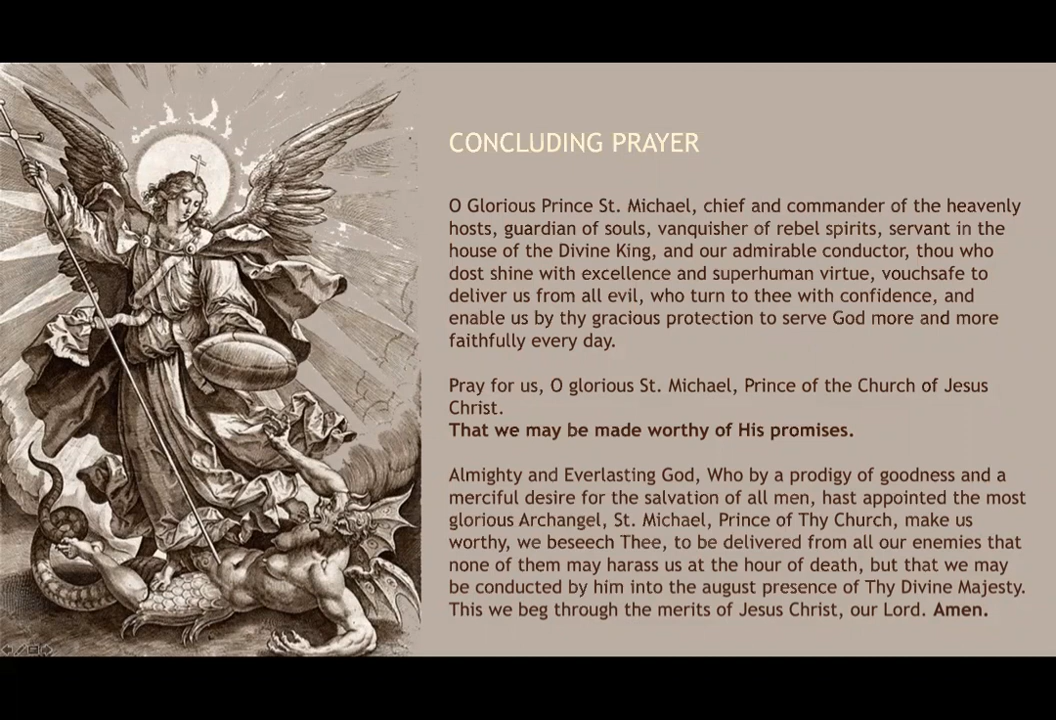 CONCLUDING PRAYER
O Glorious Prince St. Michael, chief and commander of the heavenly
hosts, guardian of souls, vanquisher of rebel spirits, servant in the
house of the Divine King, and our admirable conductor, thou who
dost shine with excellence and superhuman virtue, vouchsafe to
deliver us from all evil, who turn to thee with confidence, and
enable us by thy gracious protection to serve God more and more
faithfully every day.
Pray for us, O glorious St. Michael, Prince of the Church of Jesus
Christ.
That we may be made worthy of His promises.
Almighty and Everlasting God, Who by a prodigy of goodness and a
merciful desire for the salvation of all men, hast appointed the most
glorious Archangel, St. Michael, Prince of Thy Church, make us
worthy, we beseech Thee, to be delivered from all our enemies that
none of them may harass us at the hour of death, but that we may
be conducted by him into the august presence of Thy Divine Majesty.
This we beg through the merits of Jesus Christ, our Lord. Amen.